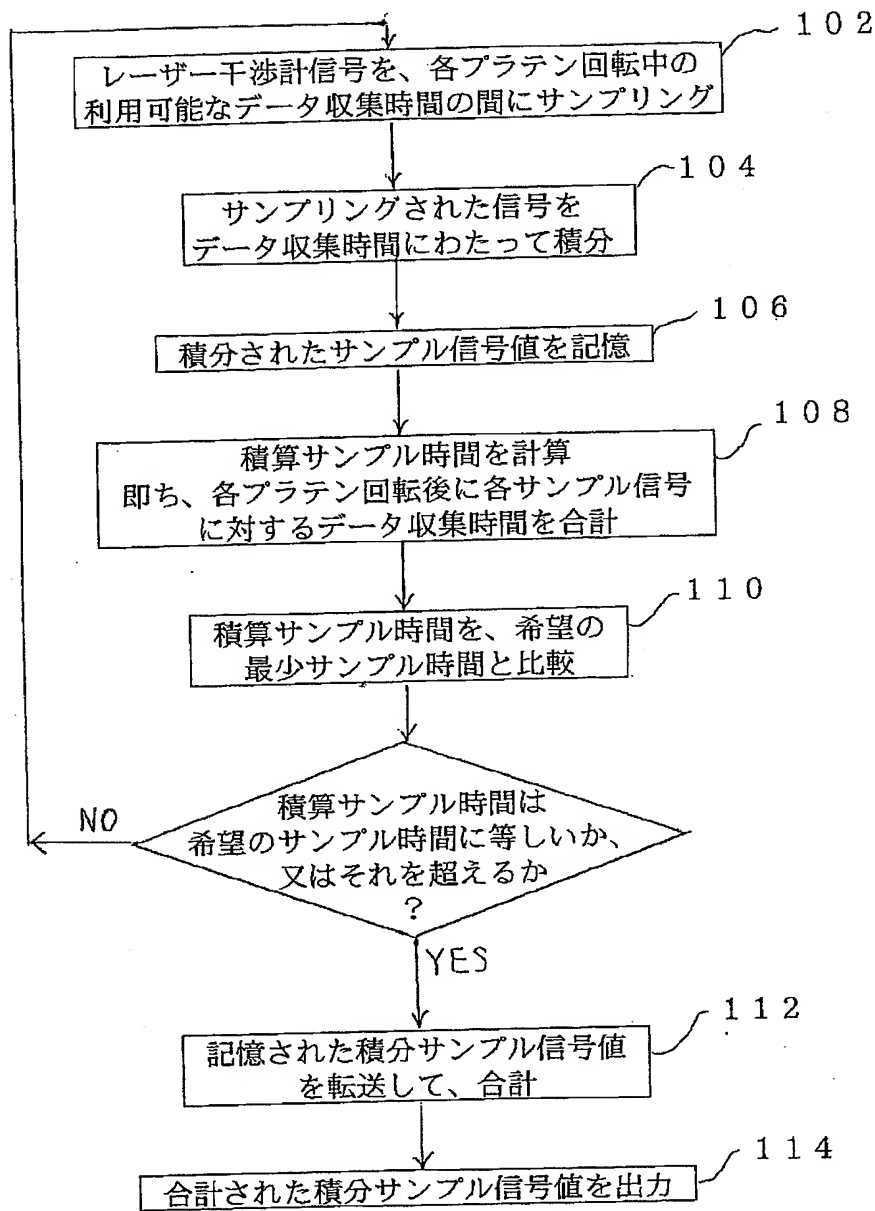 １０２
レーザー干渉計信号を、各プラテン回転中の
利用可能なデータ収集時間の間にサンプリング
１０４
サンプリングされた信号を
データ収集時間にわたって積分
１０６
積分されたサンプル信号値を記憶
１０８
積算サンプル時間を計算
即ち、各プラテン回転後に各サンプル信号
に対するデータ収集時間を合計
１１０
積算サンプル時間を、希望の
最少サンプル時間と比較
積算サンプル時間は
希望のサンプル時間に等しいか、
又はそれを超えるか
？
NO
YES
１１２
記憶された積分サンプル信号値
を転送して、合計
１１４
合計された積分サンプル信号値を出力